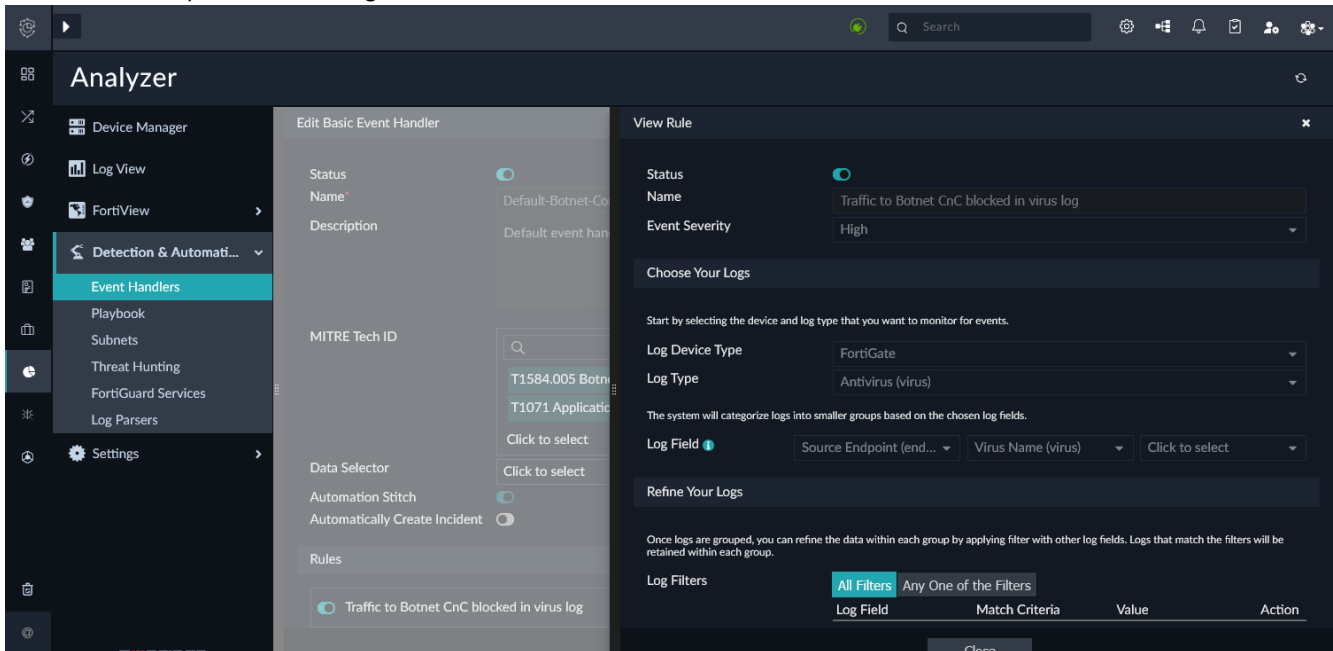 Search
Analyzer
Device Manager
Log View
FortiView
Detection & Automati...
Event Handlers
Playbook
Subnets
Threat Hunting
FortiGuard Services
Log Parsers
Settings
Edit Basic Event Handler
Status
Name*
Default-Botnet-Co
Description
Default event han
MITRE Tech ID
T1584.005 Botn
T1071 Applicatio
Click to select
Data Selector
Click to select
Automation Stitch
Automatically Create Incident
Rules
Traffic to Botnet CnC blocked in virus log
View Rule
Status
Name
Traffic to Botnet CnC blocked in virus log
Event Severity
High
Choose Your Logs
Start by selecting the device and log type that you want to monitor for events.
Log Device Type
FortiGate
Log Type
Antivirus (virus)
The system will categorize logs into smaller groups based on the chosen log fields.
Log Field
Source Endpoint (end...
Virus Name (virus)
Click to select
Refine Your Logs
Once logs are grouped, you can refine the data within each group by applying filter with other log fields. Logs that match the filters will be
retained within each group.
Log Filters
All Filters
Any One of the Filters
Log Field
Match Criteria
Value
Action
Close